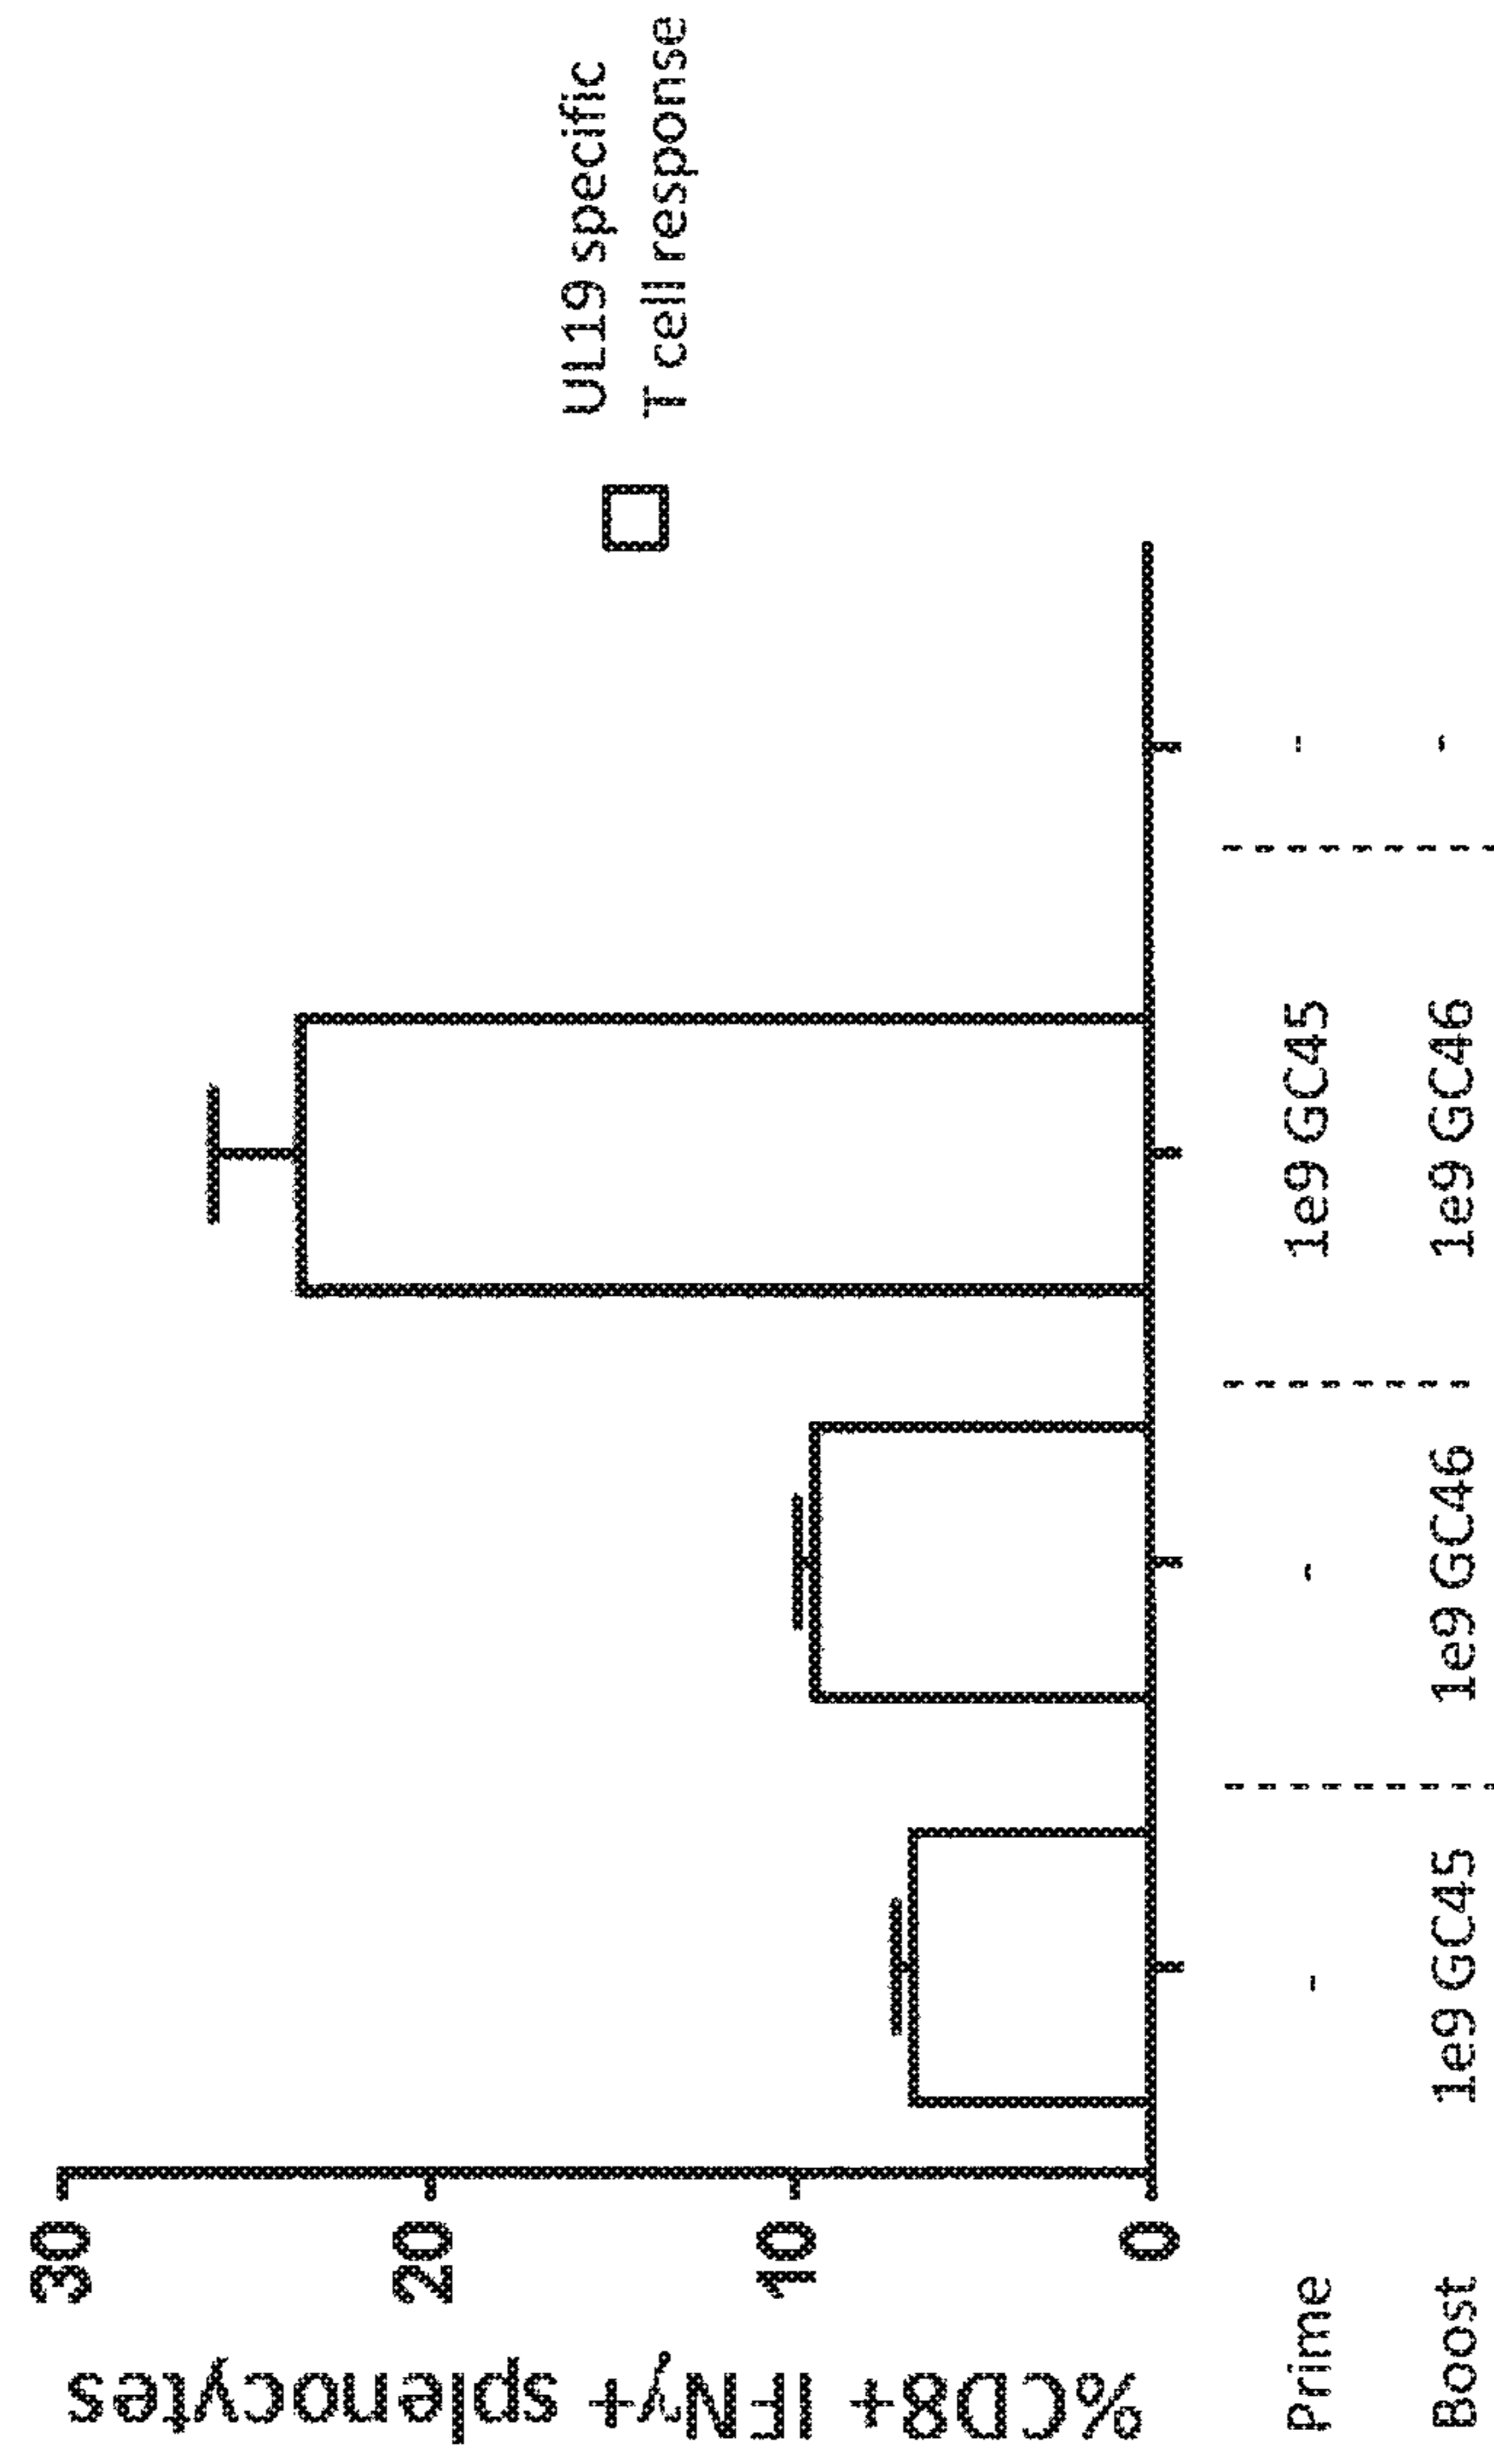 %CD8+ IFNγ+ splenocytes
30
20
10
0
UL19 specific
T cell response
Prime - - 1e9 GC45 -
Boost 1e9 GC45 1e9 GC46 1e9 GC46 -